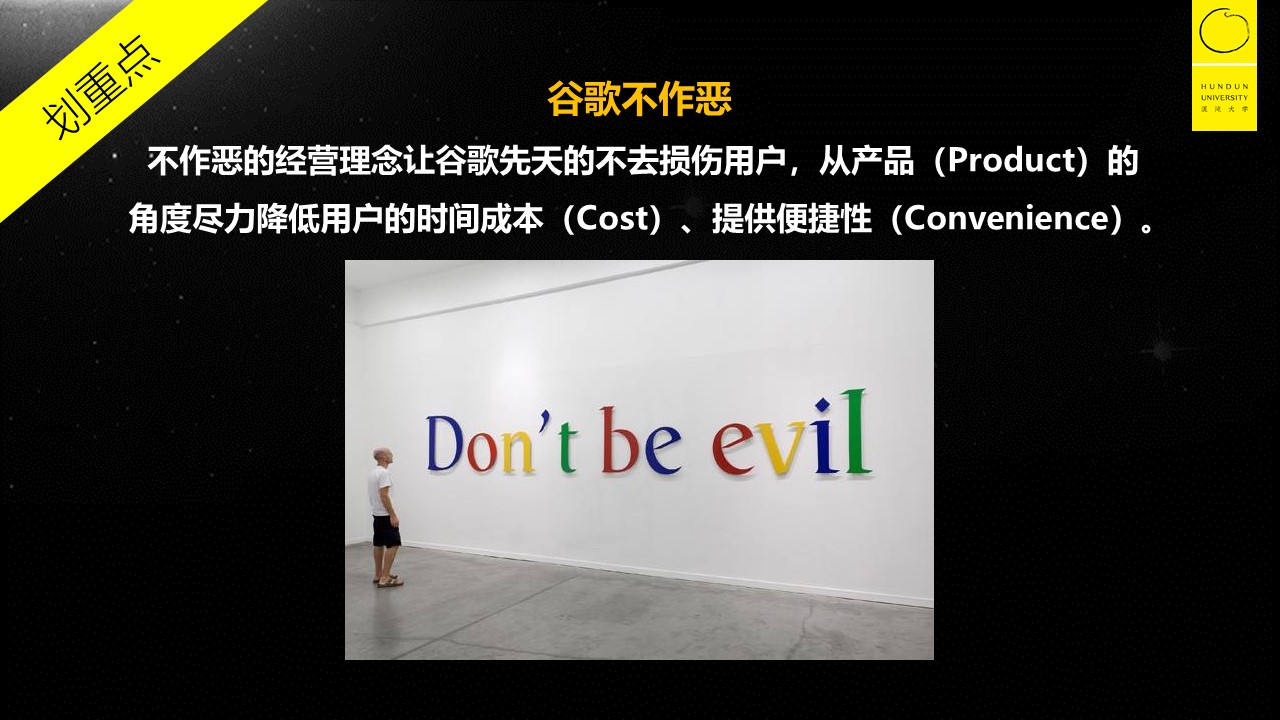 划重点
HUNDUN
UNIVERSITY
混沌大学
谷歌不作恶
不作恶的经营理念让谷歌先天的不去损伤用户，从产品（Product）的
角度尽力降低用户的时间成本（Cost）、提供便捷性（Convenience）。
Don't be evil